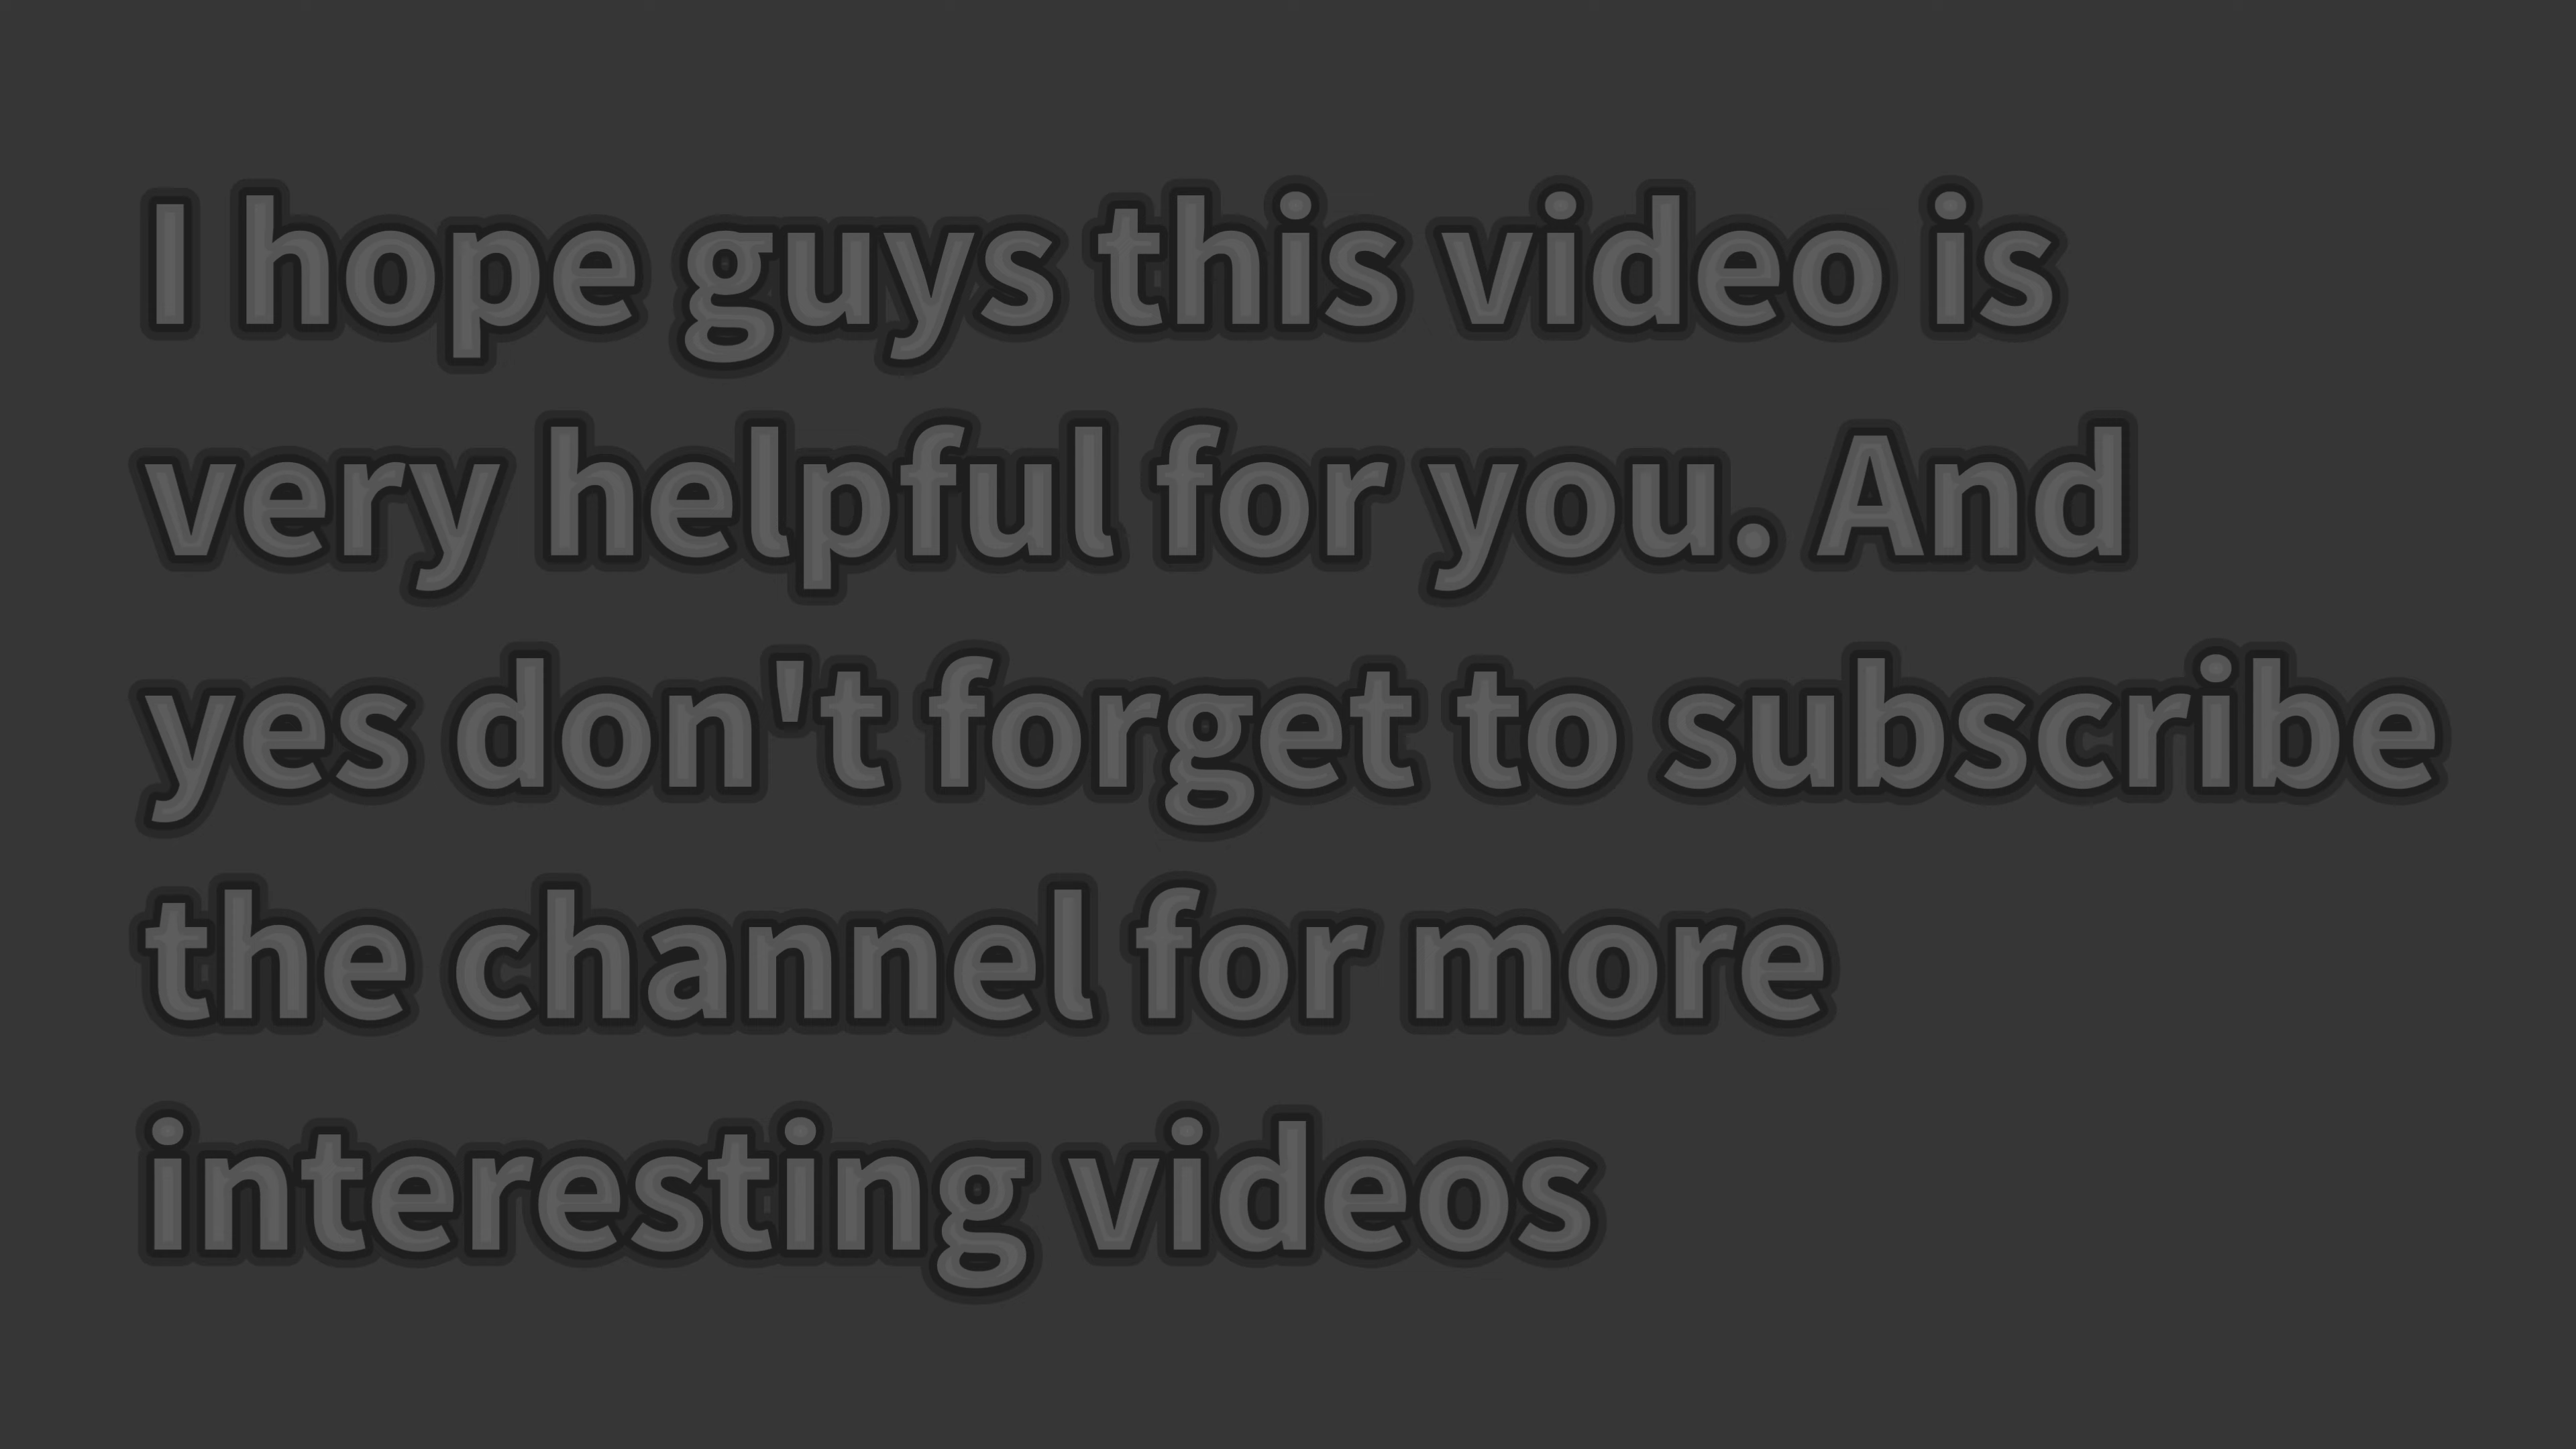 I hope guys this video is
very helpful for you. And
yes don't forget to subscribe
the channel for more
interesting videos